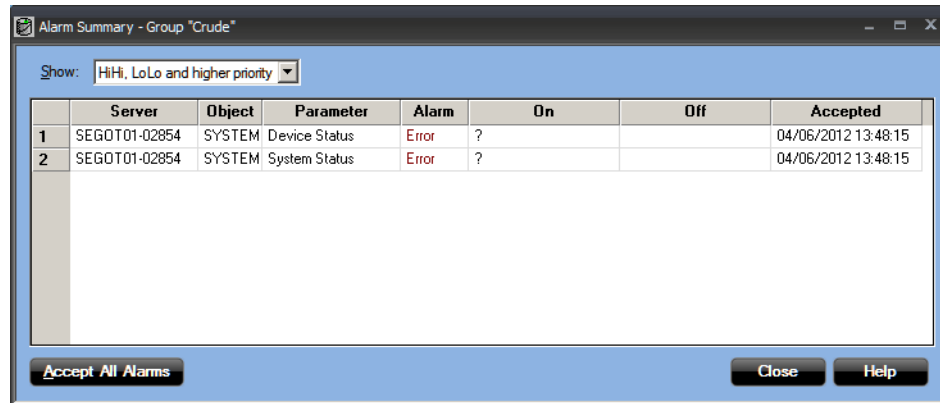 Alarm Summary - Group "Crude"
Show: HiHi, LoLo and higher priority
Server Object Parameter Alarm On Off Accepted
1 SEGOT01-02854 SYSTEM Device Status Error ? 04/06/2012 13:48:15
2 SEGOT01-02854 SYSTEM System Status Error ? 04/06/2012 13:48:15
Accept All Alarms Close Help